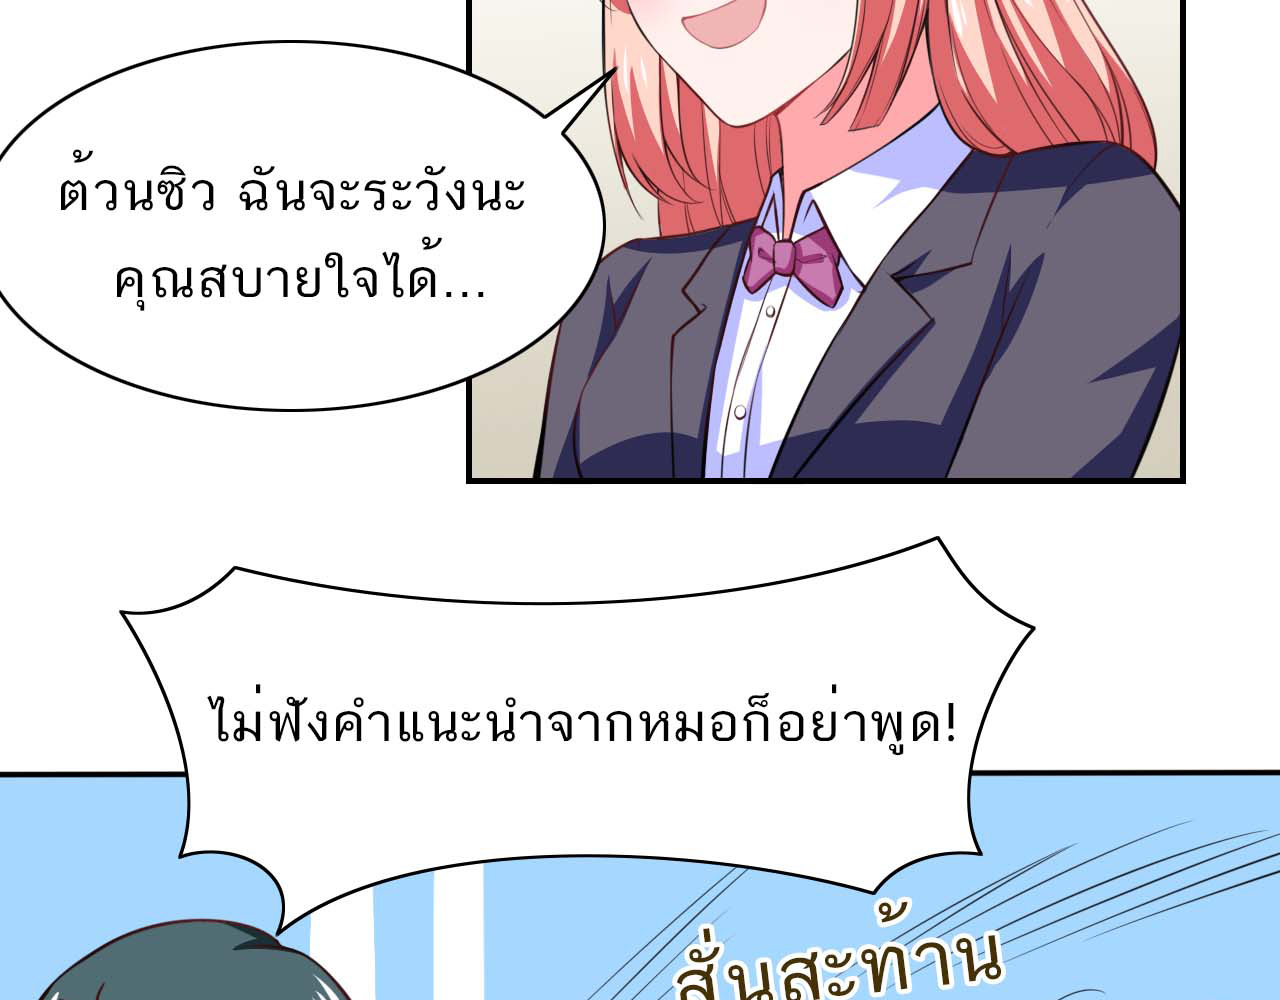 ต้วนซิว ฉันจะระวังนะ
คุณสบายใจได้...
ไม่ฟังคำแนะนำจากหมอก็อย่าพูด!
สั่นสะท้าน